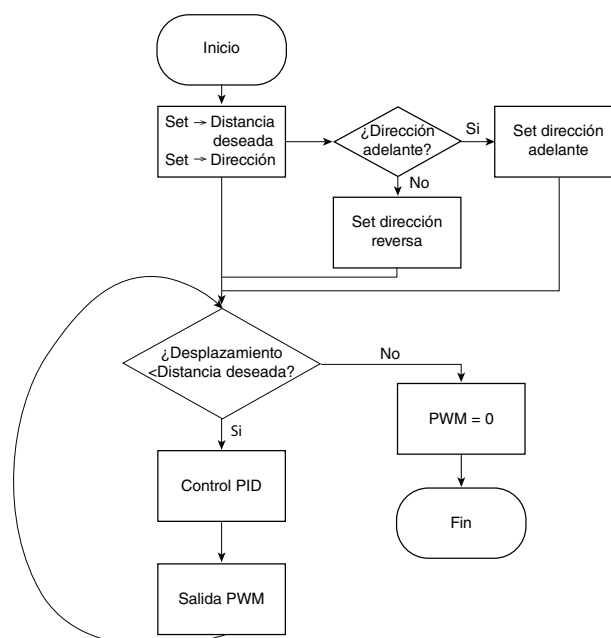 Inicio
Set → Distancia
deseada
Set → Dirección
¿Dirección
adelante?
Si
Set dirección
adelante
No
Set dirección
reversa
¿Desplazamiento
<Distancia deseada?
No
PWM = 0
Si
Control PID
Fin
Salida PWM